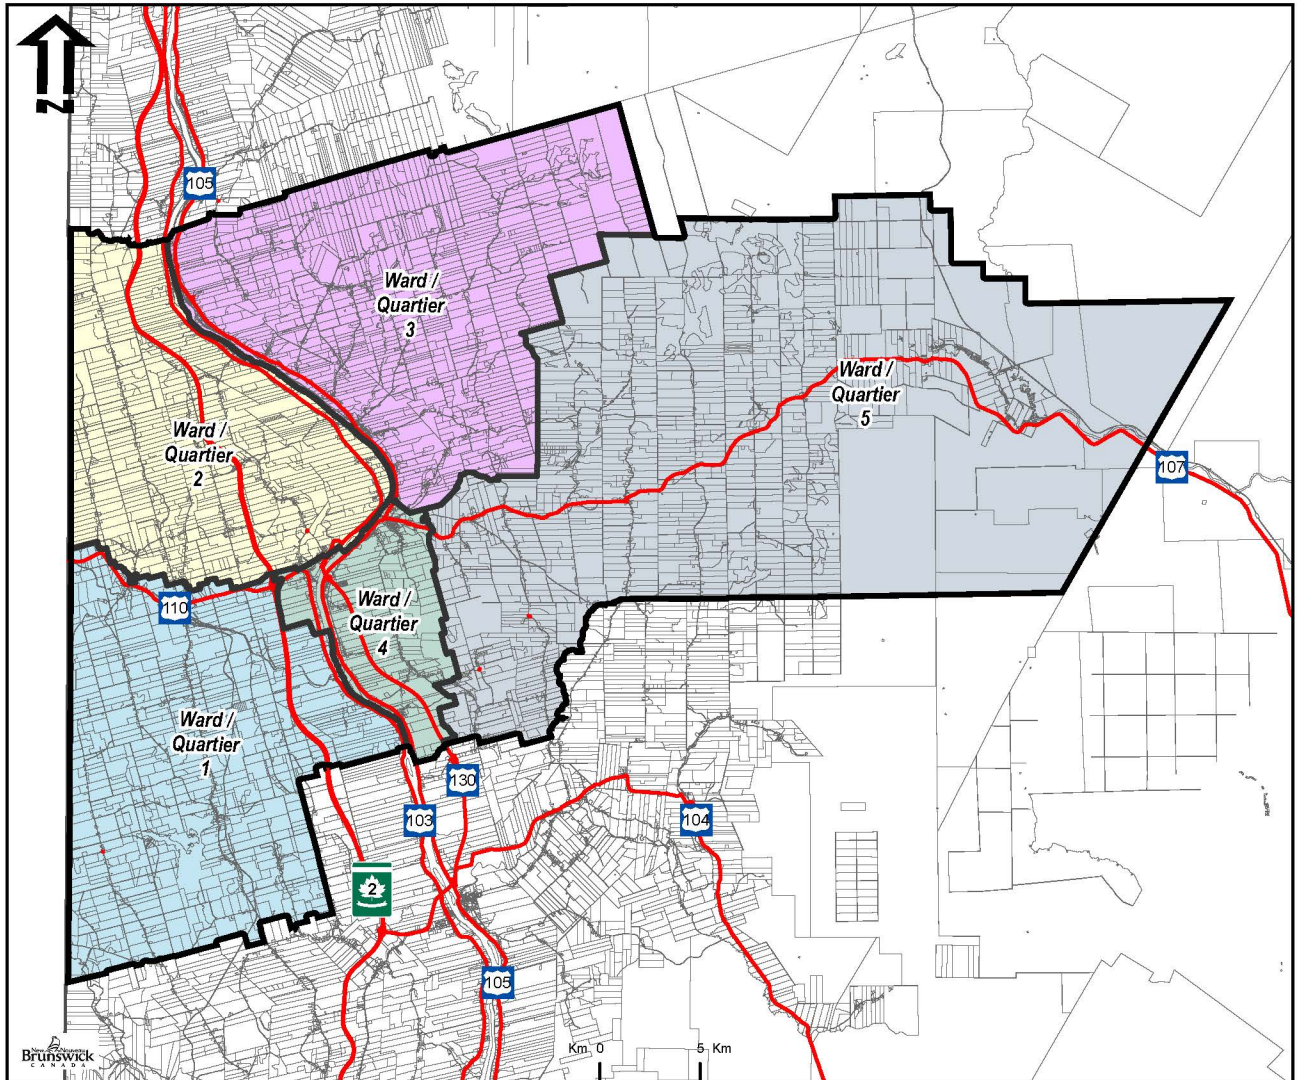 N
105
Ward /
Quartier
3
Ward /
Quartier
5
Ward /
Quartier
2
107
110
Ward /
Quartier
4
Ward /
Quartier
1
130
103
104
2
105
New Nouveau
Brunswick
CANADA
Km 0 5 Km